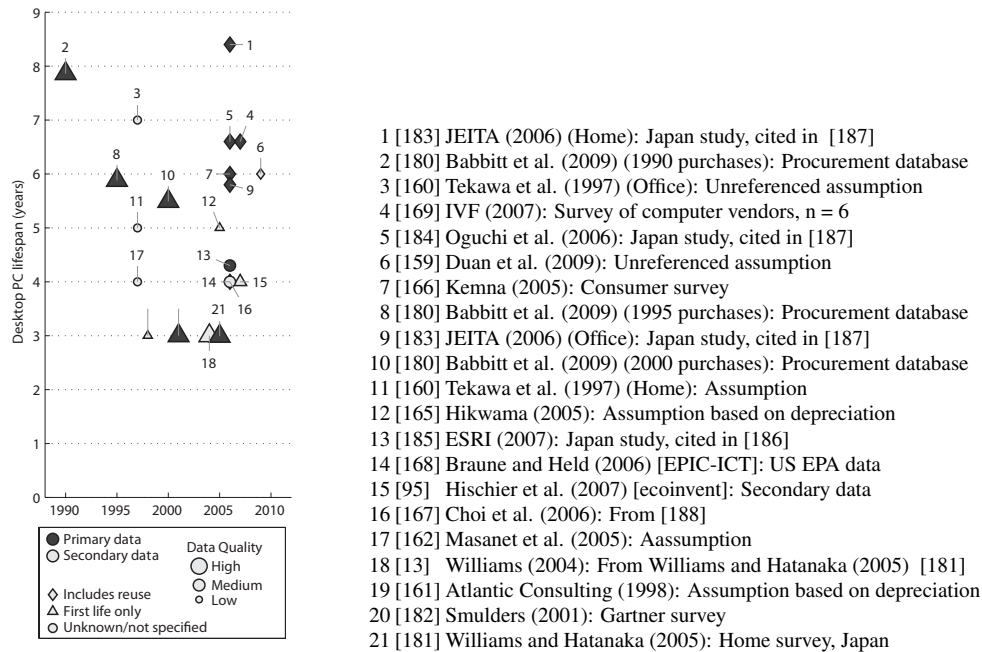 9
8
7
6
5
4
3
2
1
0
Desktop PC lifespan (years)
1990 1995 2000 2005 2010
1
2
3
5 4
6
8
7
10
9
11
12
13
17
14 15
16
21
18
Primary data
Secondary data
Data Quality
High
Medium
Low
Includes reuse
First life only
Unknown/not specified
1 [183] JEITA (2006) (Home): Japan study, cited in [187]
2 [180] Babbitt et al. (2009) (1990 purchases): Procurement database
3 [160] Tekawa et al. (1997) (Office): Unreferenced assumption
4 [169] IVF (2007): Survey of computer vendors, n = 6
5 [184] Oguchi et al. (2006): Japan study, cited in [187]
6 [159] Duan et al. (2009): Unreferenced assumption
7 [166] Kemna (2005): Consumer survey
8 [180] Babbitt et al. (2009) (1995 purchases): Procurement database
9 [183] JEITA (2006) (Office): Japan study, cited in [187]
10 [180] Babbitt et al. (2009) (2000 purchases): Procurement database
11 [160] Tekawa et al. (1997) (Home): Assumption
12 [165] Hikwama (2005): Assumption based on depreciation
13 [185] ESRI (2007): Japan study, cited in [186]
14 [168] Braune and Held (2006) [EPIC-ICT]: US EPA data
15 [95] Hischier et al. (2007) [ecoinvent]: Secondary data
16 [167] Choi et al. (2006): From [188]
17 [162] Masanet et al. (2005): Aassumption
18 [13] Williams (2004): From Williams and Hatanaka (2005) [181]
19 [161] Atlantic Consulting (1998): Assumption based on depreciation
20 [182] Smulders (2001): Gartner survey
21 [181] Williams and Hatanaka (2005): Home survey, Japan